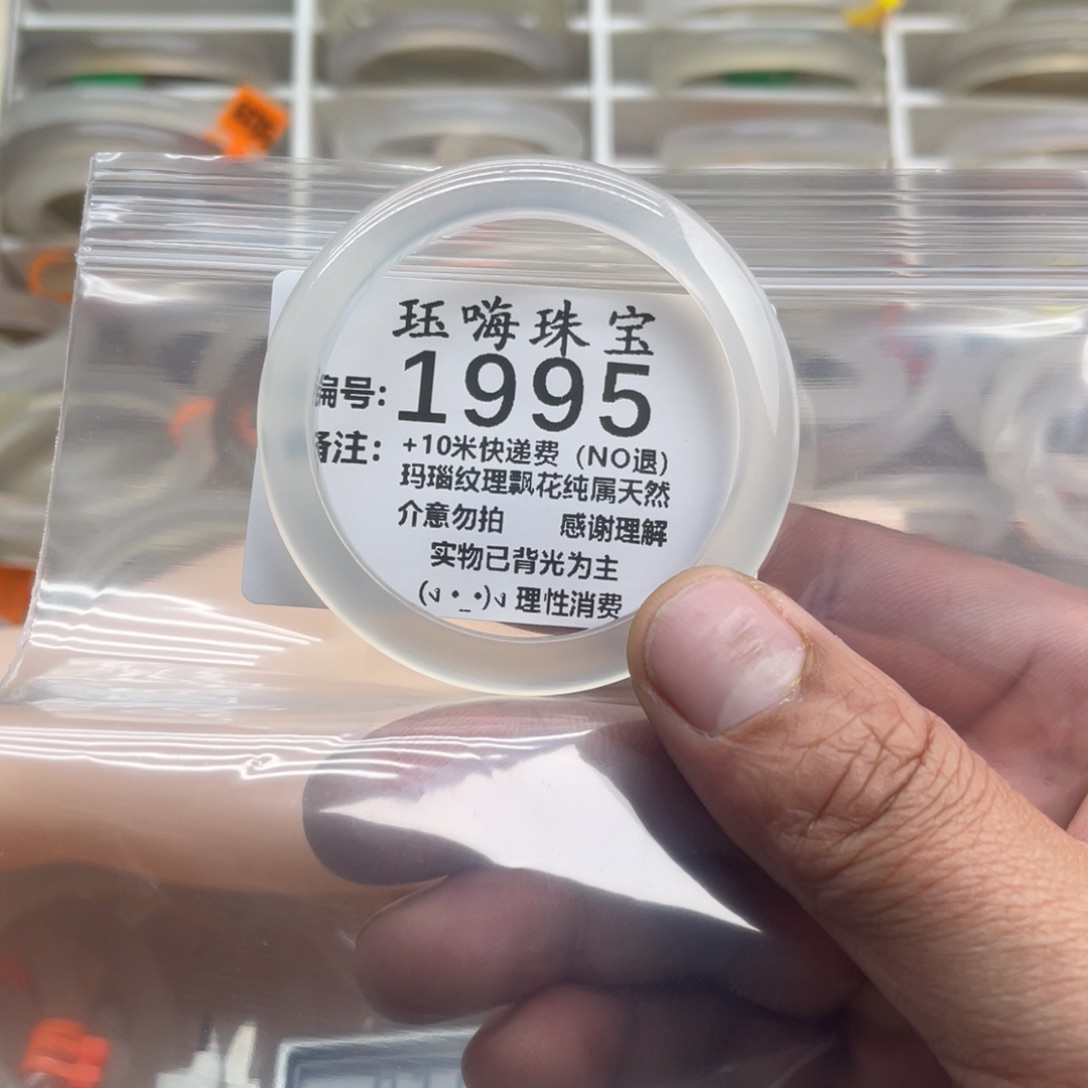 珏嗨珠宝
编号: 1995
备注: +10米快递费 (NO退)
玛瑙纹理飘花纯属天然
介意勿拍 感谢理解
实物已背光为主
(ง •_•)ง 理性消费